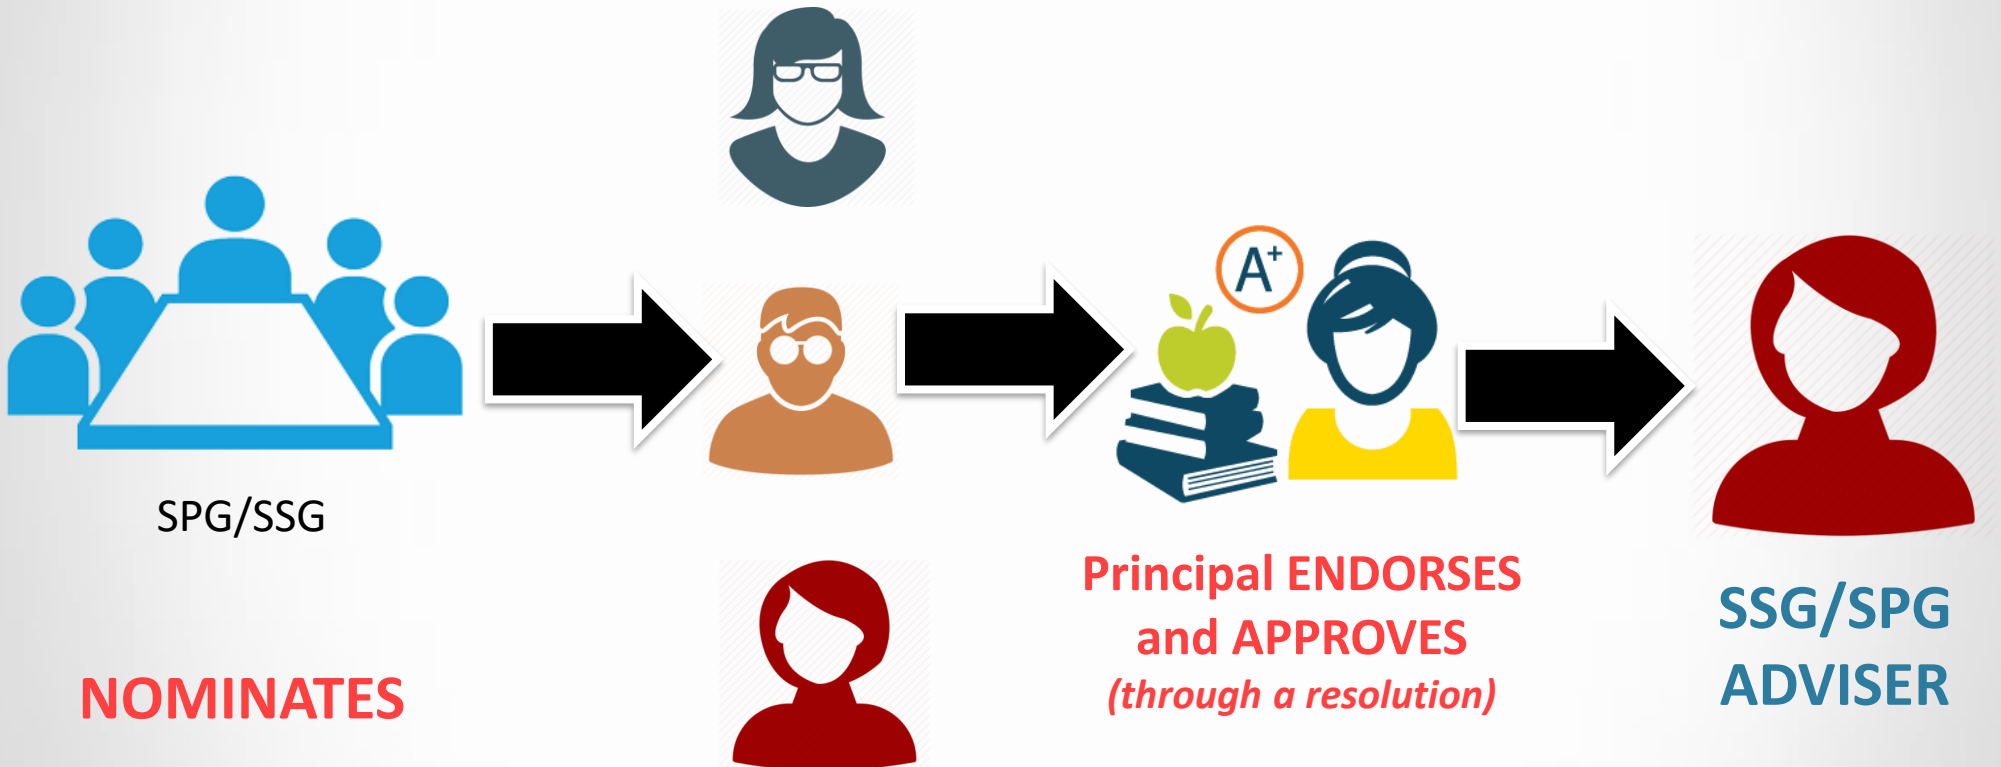 SPG/SSG
NOMINATES
A+
Principal ENDORSES
and APPROVES
(through a resolution)
SSG/SPG
ADVISER